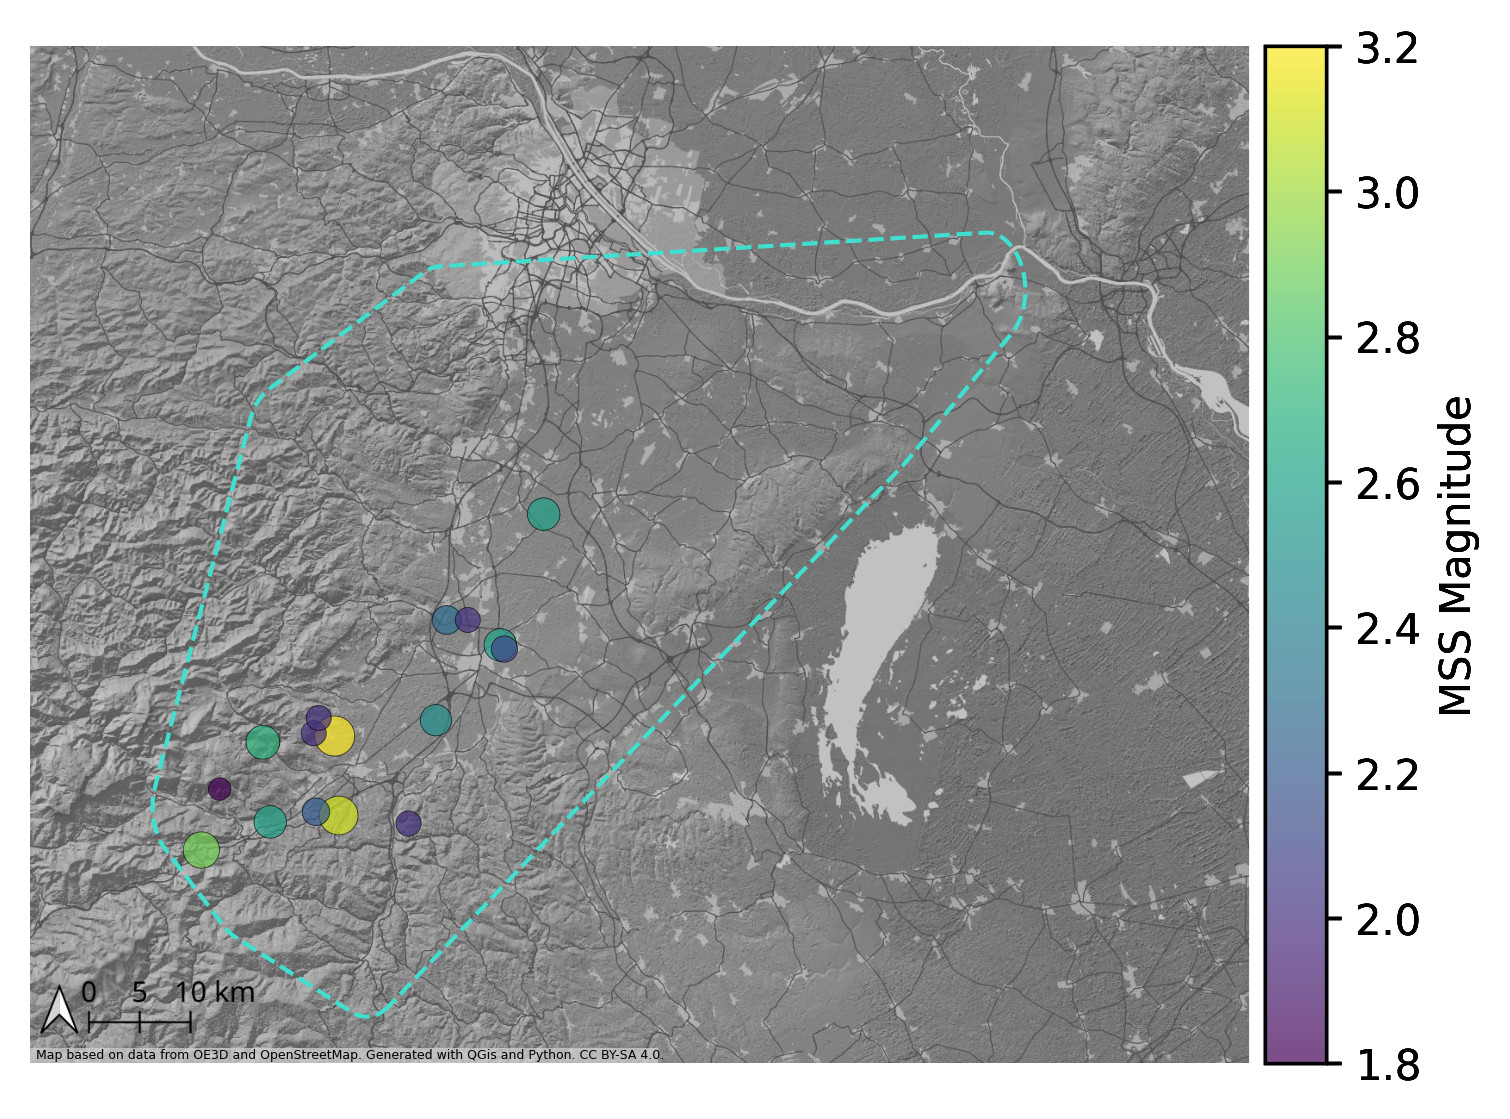 3.2
3.0
2.8
2.6
2.4
2.2
2.0
1.8
MSS Magnitude
0 5 10 km
Map based on data from OE3D and OpenStreetMap. Generated with QGis and Python. CC BY-SA 4.0.